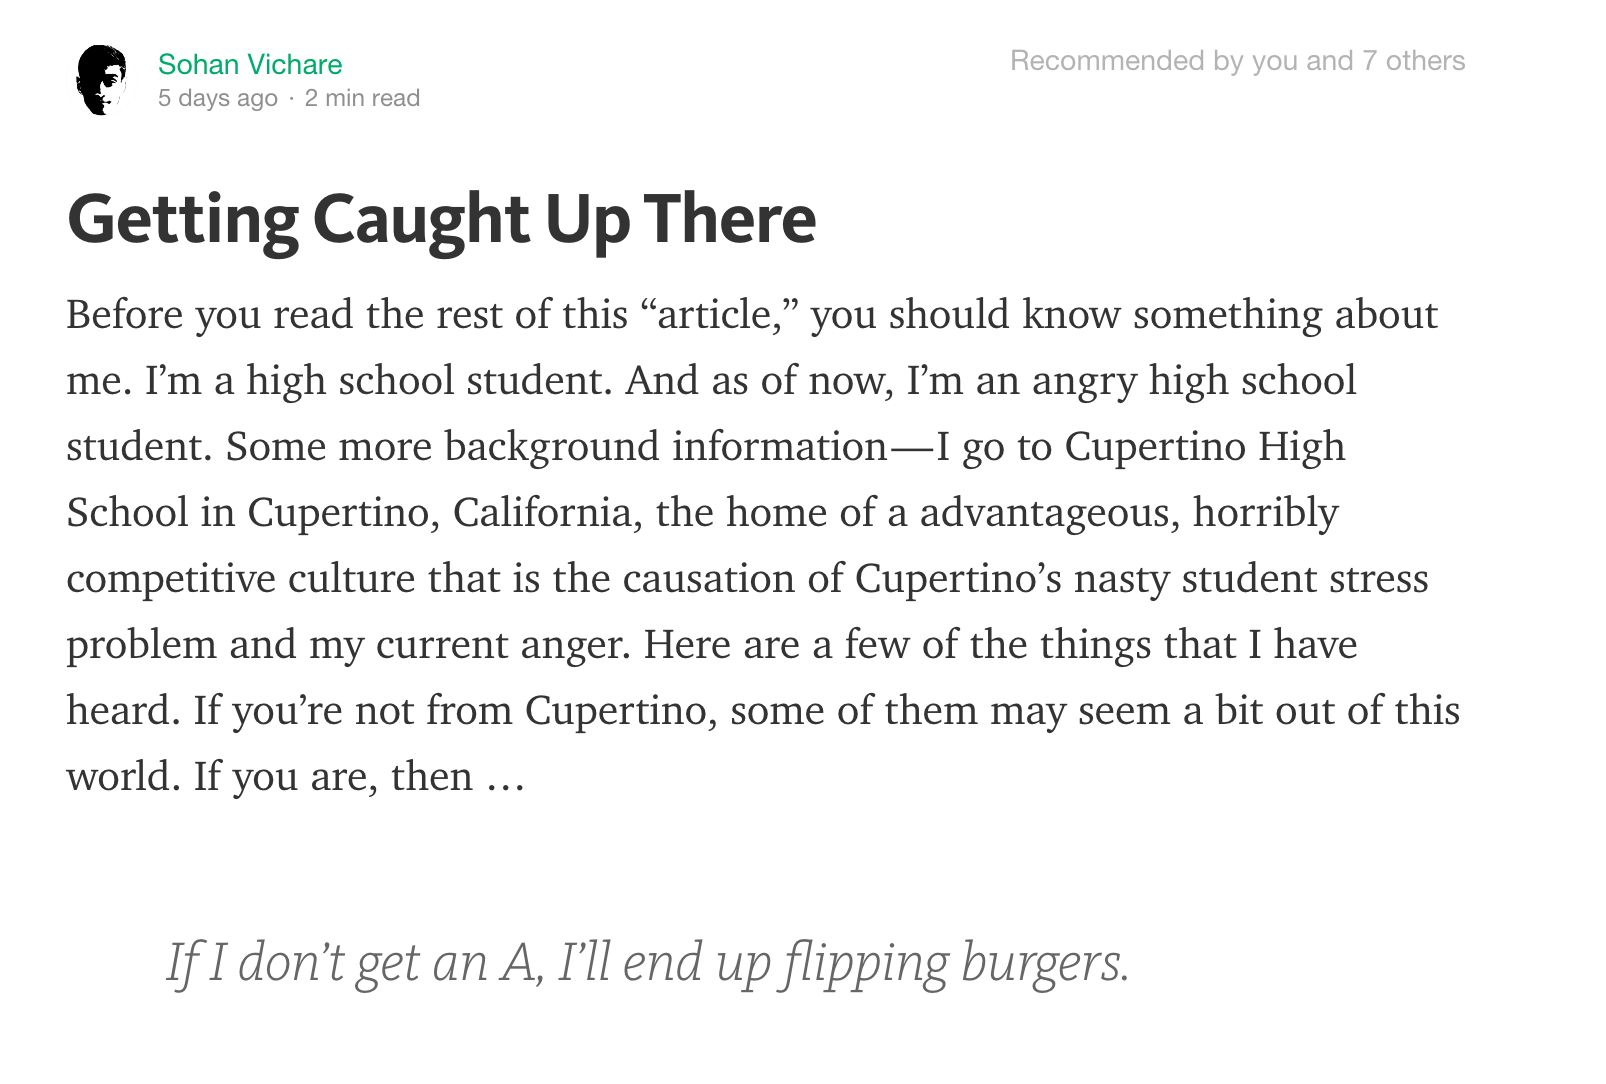 Sohan Vichare
Recommended by you and 7 others
5 days ago · 2 min read
Getting Caught Up There
Before you read the rest of this “article,” you should know something about
me. I’m a high school student. And as of now, I’m an angry high school
student. Some more background information — I go to Cupertino High
School in Cupertino, California, the home of a advantageous, horribly
competitive culture that is the causation of Cupertino’s nasty student stress
problem and my current anger. Here are a few of the things that I have
heard. If you’re not from Cupertino, some of them may seem a bit out of this
world. If you are, then …
If I don’t get an A, I’ll end up flipping burgers.